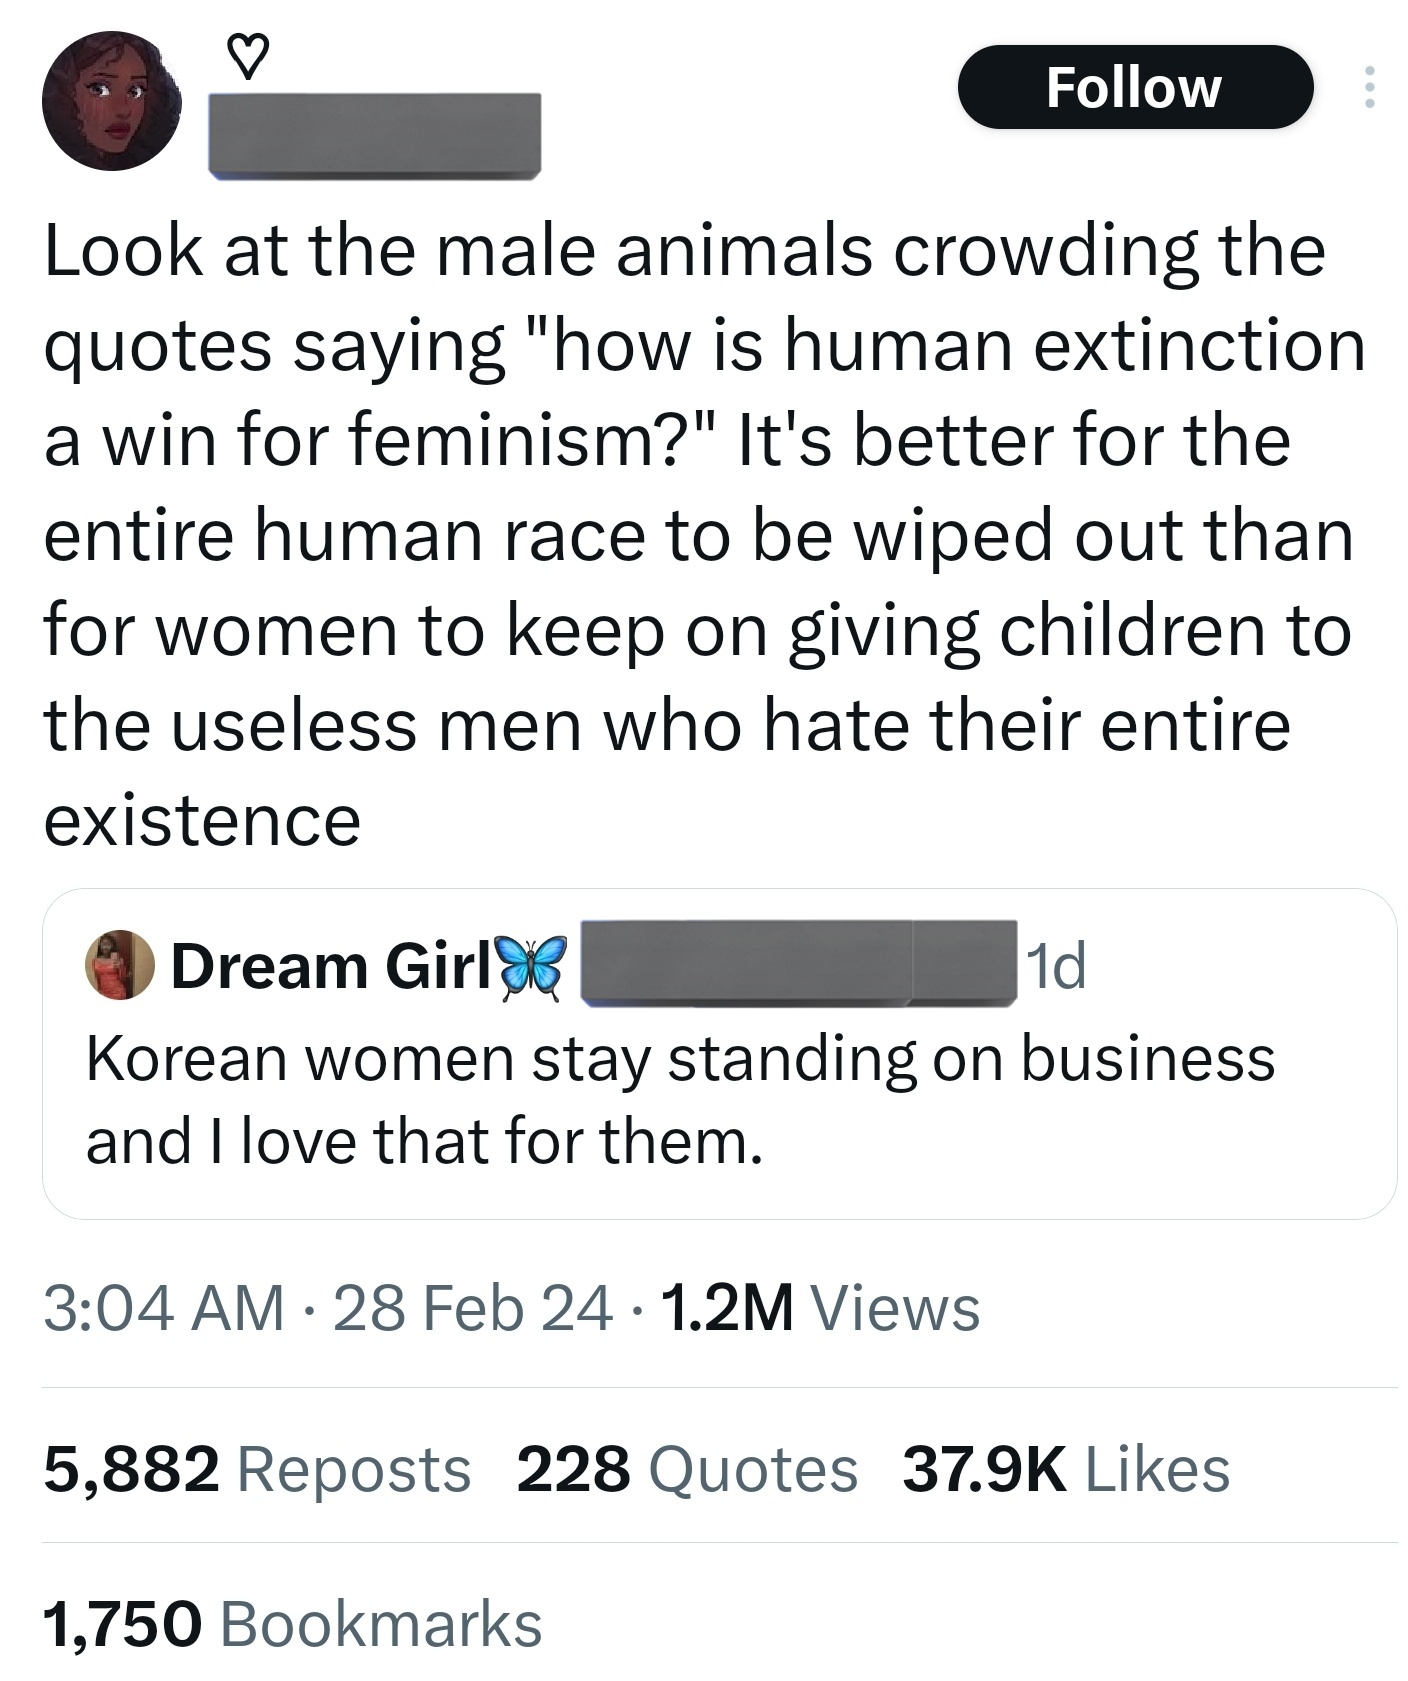 ♡
Follow
Look at the male animals crowding the
quotes saying "how is human extinction
a win for feminism?" It's better for the
entire human race to be wiped out than
for women to keep on giving children to
the useless men who hate their entire
existence
Dream Girl🦋 1d
Korean women stay standing on business
and I love that for them.
3:04 AM · 28 Feb 24 · 1.2M Views
5,882 Reposts 228 Quotes 37.9K Likes
1,750 Bookmarks